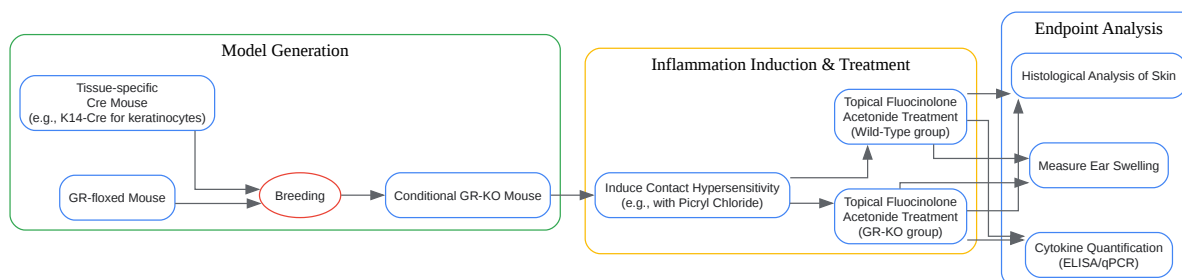 Model Generation
Tissue-specific
Cre Mouse
(e.g., K14-Cre for keratinocytes)
GR-floxed Mouse
Breeding
Conditional GR-KO Mouse
Inflammation Induction & Treatment
Induce Contact Hypersensitivity
(e.g., with Picryl Chloride)
Topical Fluocinolone
Acetonide Treatment
(Wild-Type group)
Topical Fluocinolone
Acetonide Treatment
(GR-KO group)
Endpoint Analysis
Histological Analysis of Skin
Measure Ear Swelling
Cytokine Quantification
(ELISA/qPCR)